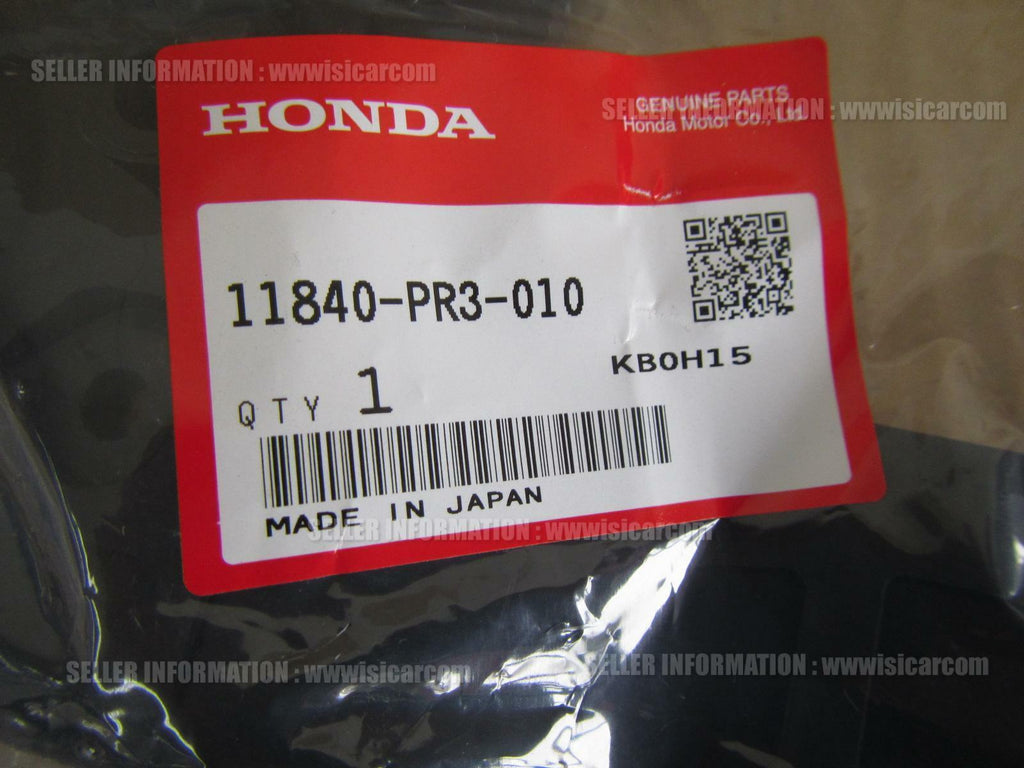 SELLER INFORMATION : wwwisicarcom
HONDA
GENUINE PARTS
SELLER INFORMATION : wwwisicarcom
Honda Motor Co., Ltd.
11840-PR3-010
KB0H15
QTY 1
MADE IN JAPAN
SELLER INFORMATION : wwwisicarcom
SELLER INFORMATION : wwwisicarcom
SELLER INFORMATION : wwwisicarcom